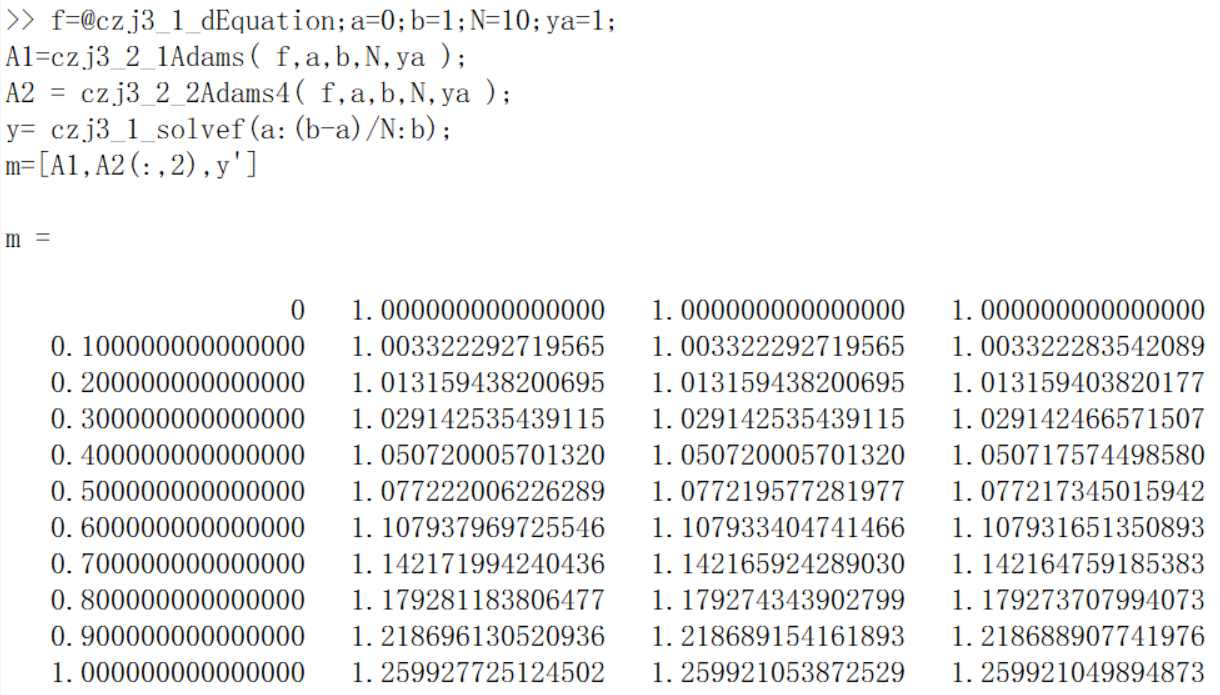 >> f=@czj3_1_dEquation;a=0;b=1;N=10;ya=1;
A1=czj3_2_1Adams( f,a,b,N,ya );
A2 = czj3_2_2Adams4( f,a,b,N,ya );
y= czj3_1_solvef(a:(b-a)/N:b);
m=[A1,A2(:,2),y']
m =
0 1.000000000000000 1.000000000000000 1.000000000000000
0.100000000000000 1.003322292719565 1.003322292719565 1.003322283542089
0.200000000000000 1.013159438200695 1.013159438200695 1.013159403820177
0.300000000000000 1.029142535439115 1.029142535439115 1.029142466571507
0.400000000000000 1.050720005701320 1.050720005701320 1.050717574498580
0.500000000000000 1.077222006226289 1.077219577281977 1.077217345015942
0.600000000000000 1.107937969725546 1.107933404741466 1.107931651350893
0.700000000000000 1.142171994240436 1.142165924289030 1.142164759185383
0.800000000000000 1.179281183806477 1.179274343902799 1.179273707994073
0.900000000000000 1.218696130520936 1.218689154161893 1.218688907741976
1.000000000000000 1.259927725124502 1.259921053872529 1.259921049894873